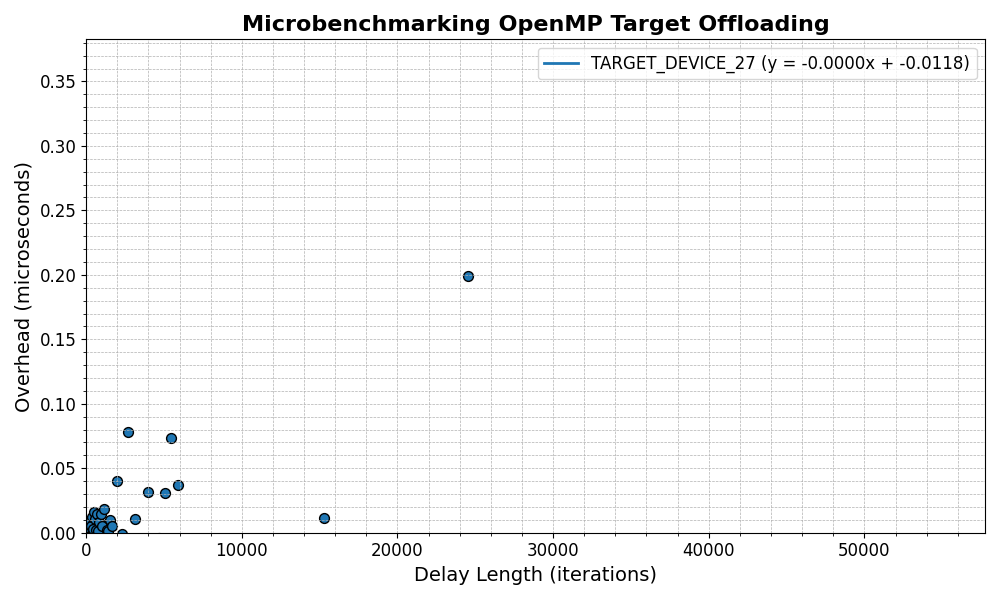 Microbenchmarking OpenMP Target Offloading
TARGET_DEVICE_27 (y = -0.0000x + -0.0118)
Overhead (microseconds)
0.35
0.30
0.25
0.20
0.15
0.10
0.05
0.00
0 10000 20000 30000 40000 50000
Delay Length (iterations)